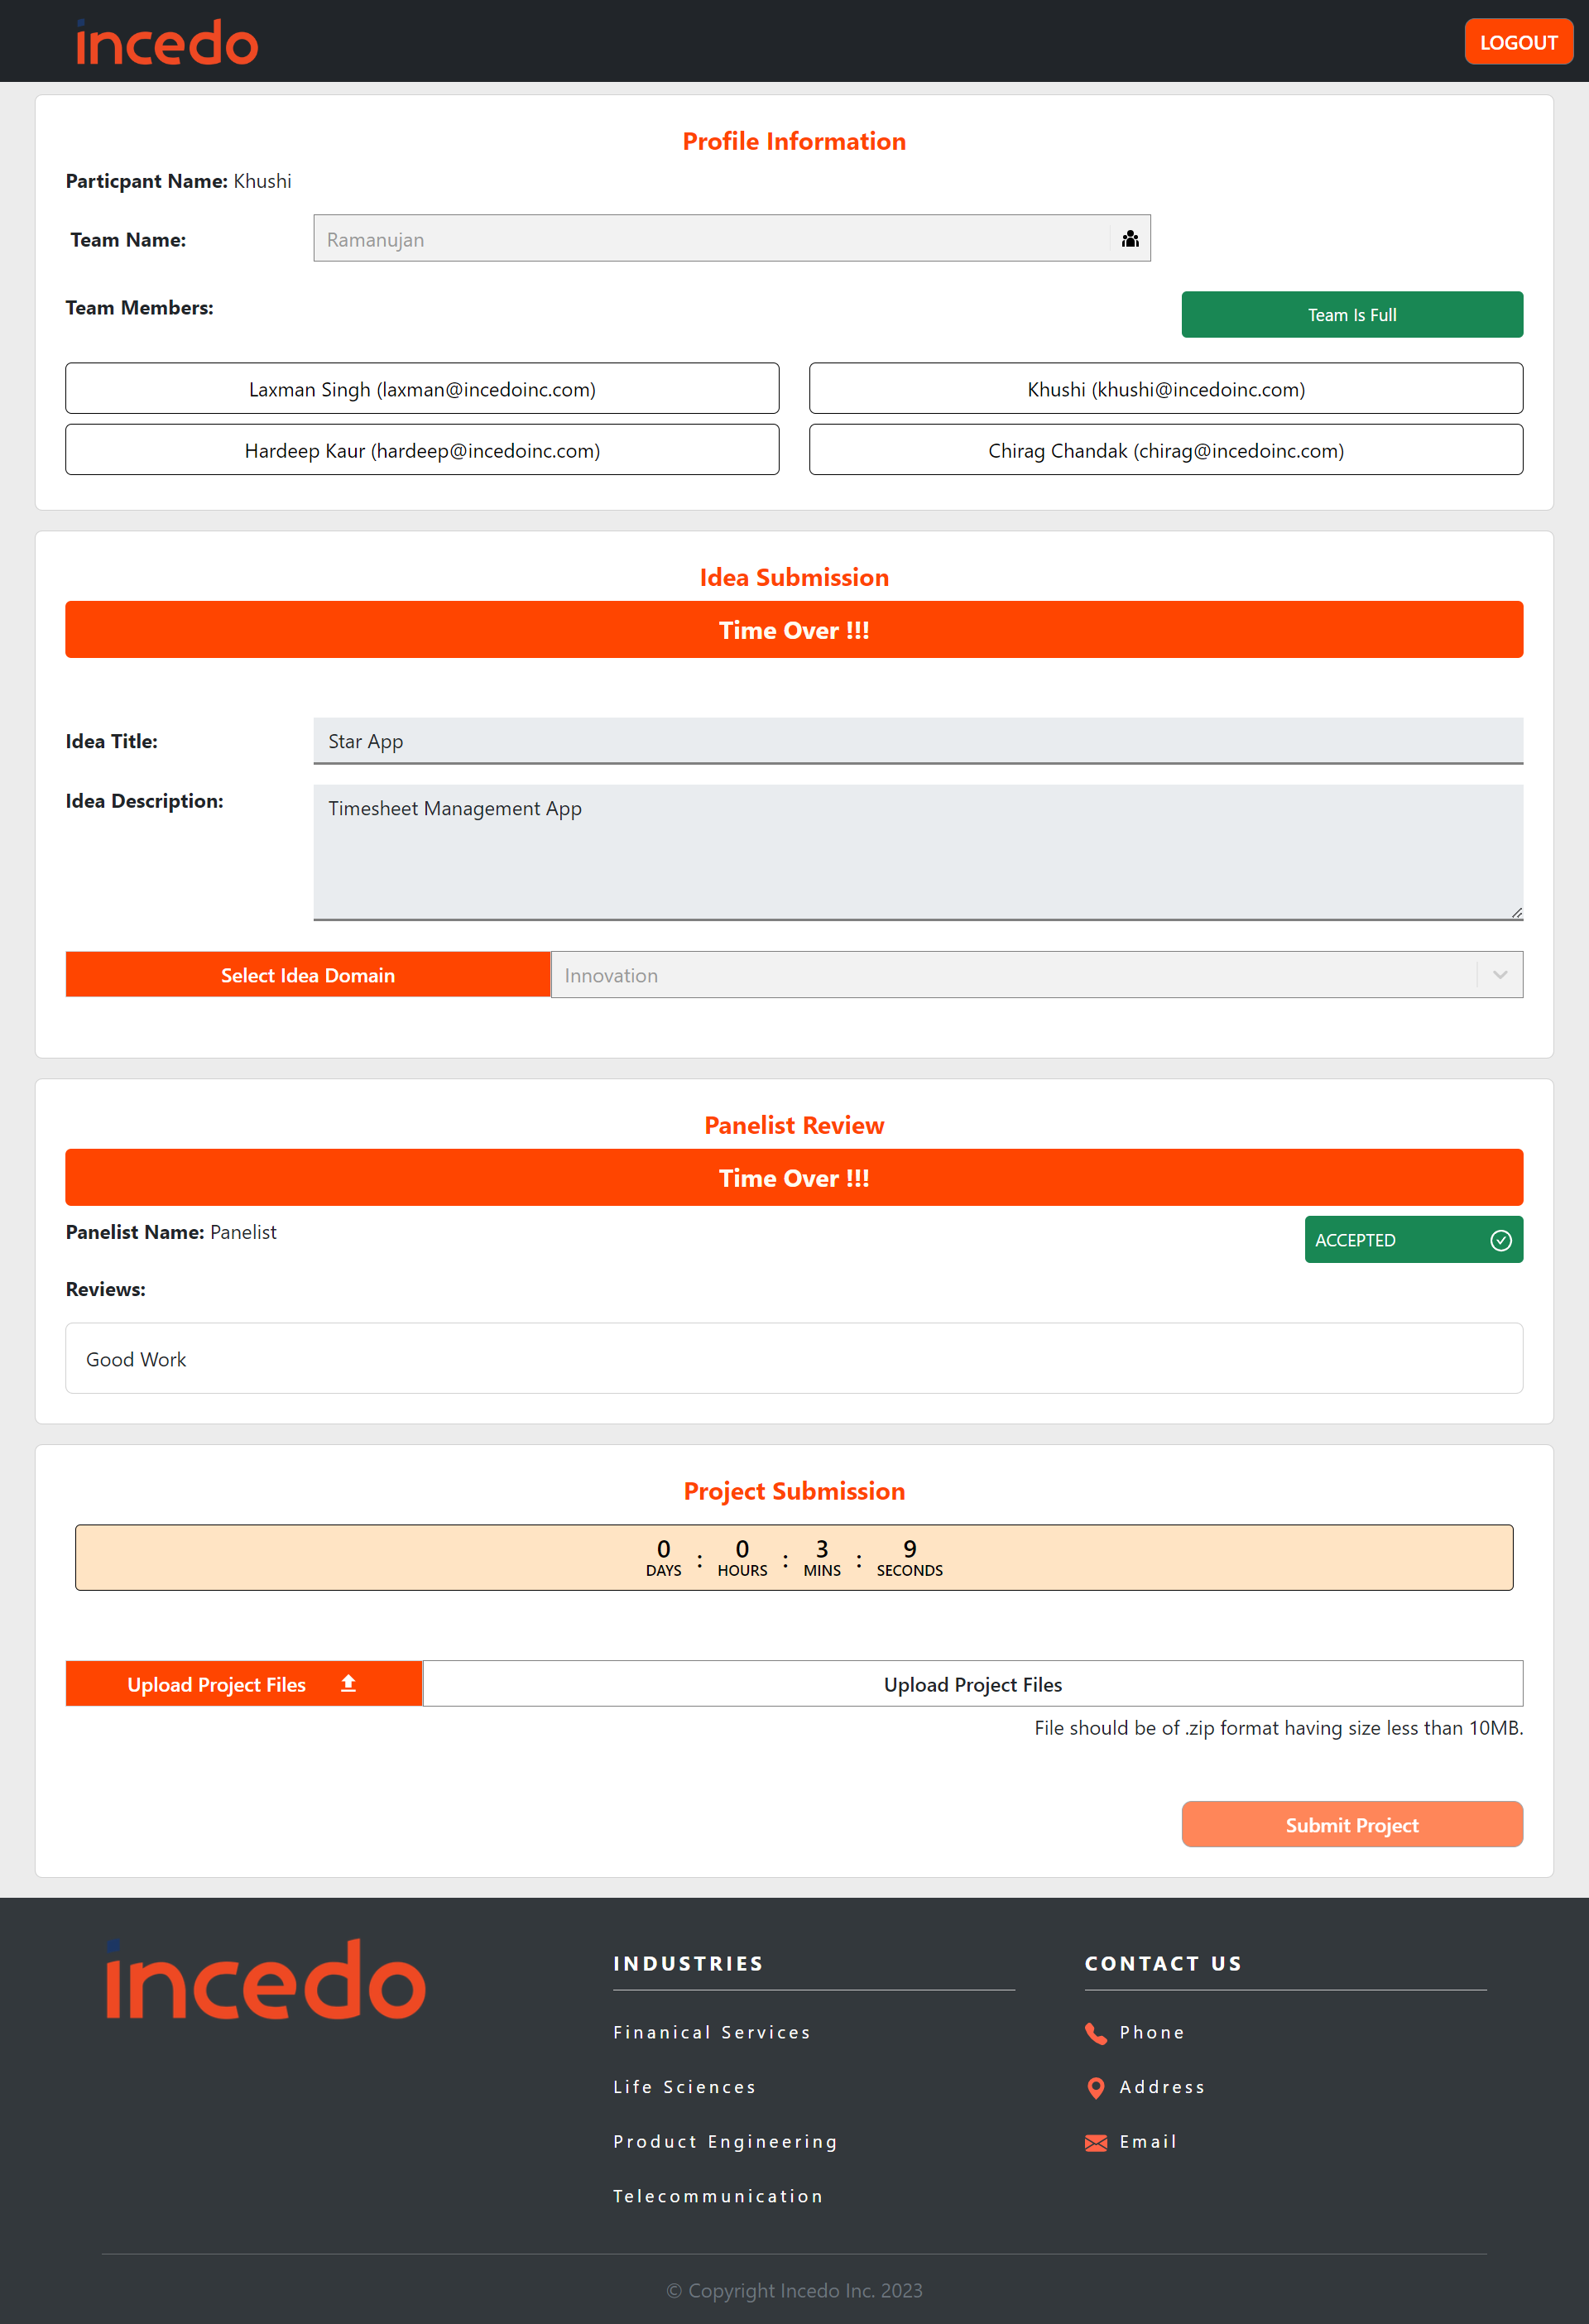 incedo
LOGOUT
Profile Information
Particpant Name: Khushi
Team Name:
Ramanujan
Team Members:
Team Is Full
Laxman Singh (laxman@incedoinc.com)
Khushi (khushi@incedoinc.com)
Hardeep Kaur (hardeep@incedoinc.com)
Chirag Chandak (chirag@incedoinc.com)
Idea Submission
Time Over !!!
Idea Title:
Star App
Idea Description:
Timesheet Management App
Select Idea Domain
Innovation
Panelist Review
Time Over !!!
Panelist Name: Panelist
ACCEPTED
Reviews:
Good Work
Project Submission
0 : 0 : 3 : 9
DAYS HOURS MINS SECONDS
Upload Project Files
Upload Project Files
File should be of .zip format having size less than 10MB.
Submit Project
incedo
INDUSTRIES
Finanical Services
Life Sciences
Product Engineering
Telecommunication
CONTACT US
Phone
Address
Email
© Copyright Incedo Inc. 2023